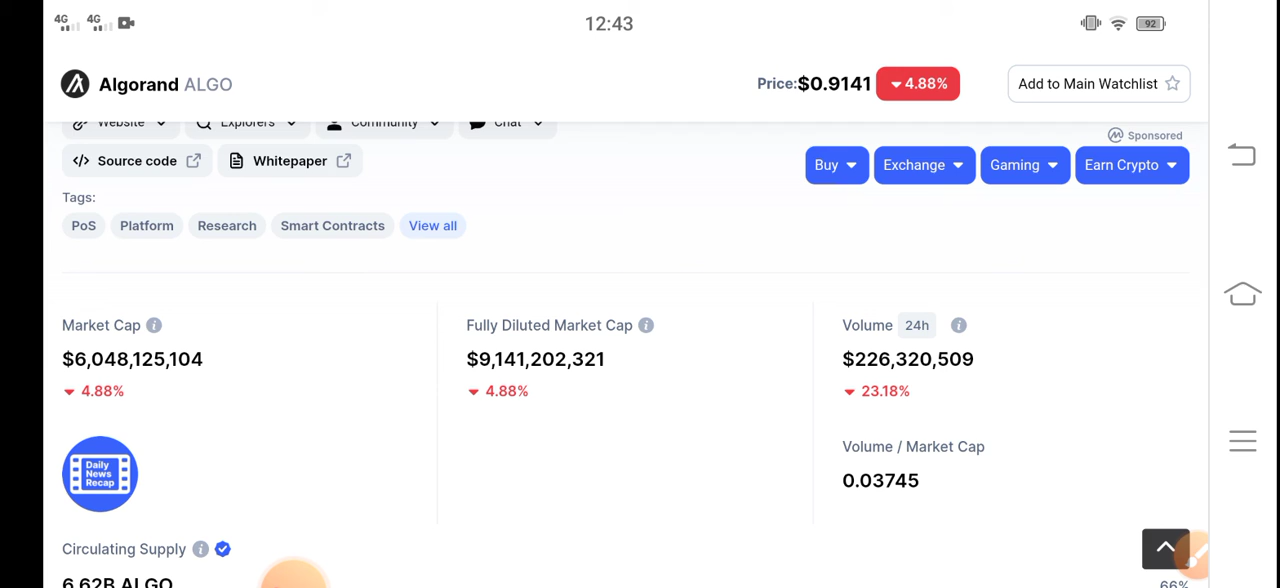 4G 4G 12:43 92
Algorand ALGO Price: $0.9141 4.88% Add to Main Watchlist
Website Explorers Community Chat
Sponsored
Source code Whitepaper
Buy Exchange Gaming Earn Crypto
Tags:
PoS Platform Research Smart Contracts View all
Market Cap Fully Diluted Market Cap Volume 24h
$6,048,125,104 $9,141,202,321 $226,320,509
4.88% 4.88% 23.18%
Daily
News
Recap
Volume / Market Cap
0.03745
Circulating Supply
6.62B ALGO 66%